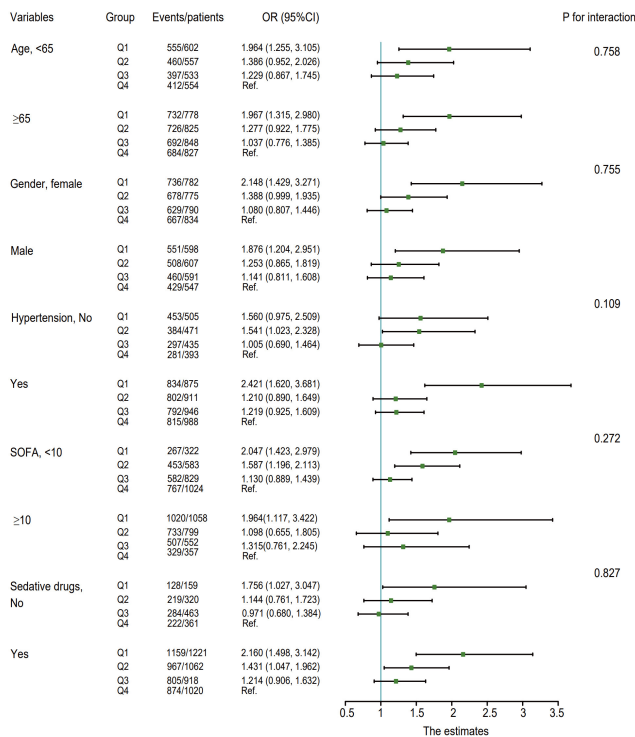 Variables Group Events/patients OR (95%CI) P for interaction
Age, <65 Q1 555/602 1.964 (1.255, 3.105) 0.758
Q2 460/557 1.386 (0.952, 2.026)
Q3 397/533 1.229 (0.867, 1.745)
Q4 412/554 Ref.
≥65 Q1 732/778 1.967 (1.315, 2.980)
Q2 726/825 1.277 (0.922, 1.775)
Q3 692/848 1.037 (0.776, 1.385)
Q4 684/827 Ref.
0.755
Gender, female Q1 736/782 2.148 (1.429, 3.271)
Q2 678/775 1.388 (0.999, 1.935)
Q3 629/790 1.080 (0.807, 1.446)
Q4 667/834 Ref.
Male Q1 551/598 1.876 (1.204, 2.951)
Q2 508/607 1.253 (0.865, 1.819)
Q3 460/591 1.141 (0.811, 1.608)
Q4 429/547 Ref.
0.109
Hypertension, No Q1 453/505 1.560 (0.975, 2.509)
Q2 384/471 1.541 (1.023, 2.328)
Q3 297/435 1.005 (0.690, 1.464)
Q4 281/393 Ref.
Yes Q1 834/875 2.421 (1.620, 3.681)
Q2 802/911 1.210 (0.890, 1.649)
Q3 792/946 1.219 (0.925, 1.609)
Q4 815/988 Ref.
0.272
SOFA, <10 Q1 267/322 2.047 (1.423, 2.979)
Q2 453/583 1.587 (1.196, 2.113)
Q3 582/829 1.130 (0.889, 1.439)
Q4 767/1024 Ref.
≥10 Q1 1020/1058 1.964(1.117, 3.422)
Q2 733/799 1.098 (0.655, 1.805)
Q3 507/552 1.315(0.761, 2.245)
Q4 329/357 Ref.
0.827
Sedative drugs, Q1 128/159 1.756 (1.027, 3.047)
No Q2 219/320 1.144 (0.761, 1.723)
Q3 284/463 0.971 (0.680, 1.384)
Q4 222/361 Ref.
Yes Q1 1159/1221 2.160 (1.498, 3.142)
Q2 967/1062 1.431 (1.047, 1.962)
Q3 805/918 1.214 (0.906, 1.632)
Q4 874/1020 Ref.
0.5 1 1.5 2 2.5 3 3.5
The estimates